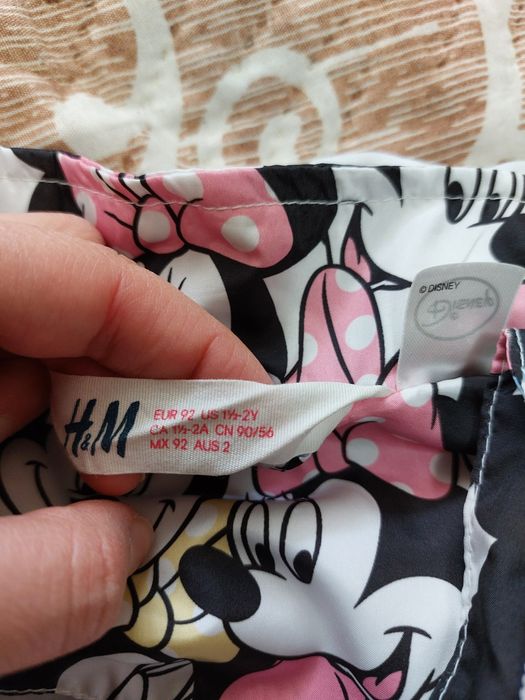 © DISNEY
Disney
©
H&M
EUR 92 US 1½-2Y
CA 1½-2A CN 90/56
MX 92 AUS 2